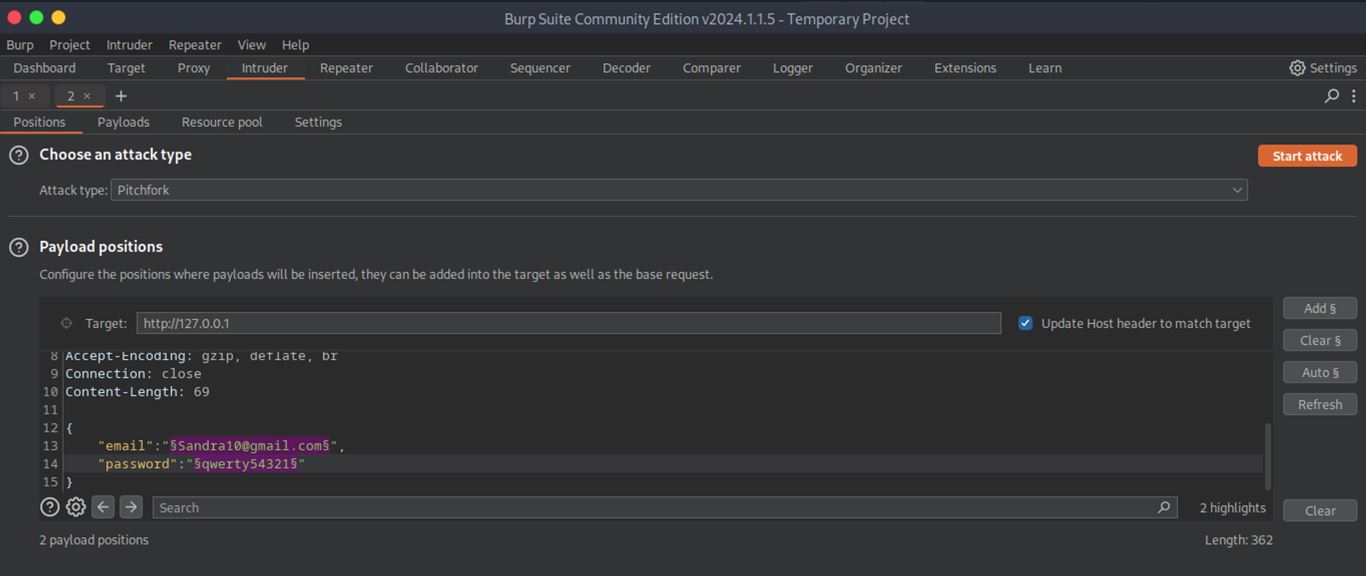 Burp Suite Community Edition v2024.1.1.5 - Temporary Project
Burp Project Intruder Repeater View Help
Dashboard Target Proxy Intruder Repeater Collaborator Sequencer Decoder Comparer Logger Organizer Extensions Learn Settings
1 × 2 × +
Positions Payloads Resource pool Settings
? Choose an attack type Start attack
Attack type: Pitchfork
? Payload positions
Configure the positions where payloads will be inserted, they can be added into the target as well as the base request.
Target: http://127.0.0.1 Update Host header to match target Add §
Clear §
8 Accept-Encoding: gzip, deflate, br
9 Connection: close Auto §
10 Content-Length: 69
11 Refresh
12 {
13 "email":"§Sandra10@gmail.com§",
14 "password":"§qwerty54321§"
15 }
? Search 2 highlights Clear
2 payload positions Length: 362